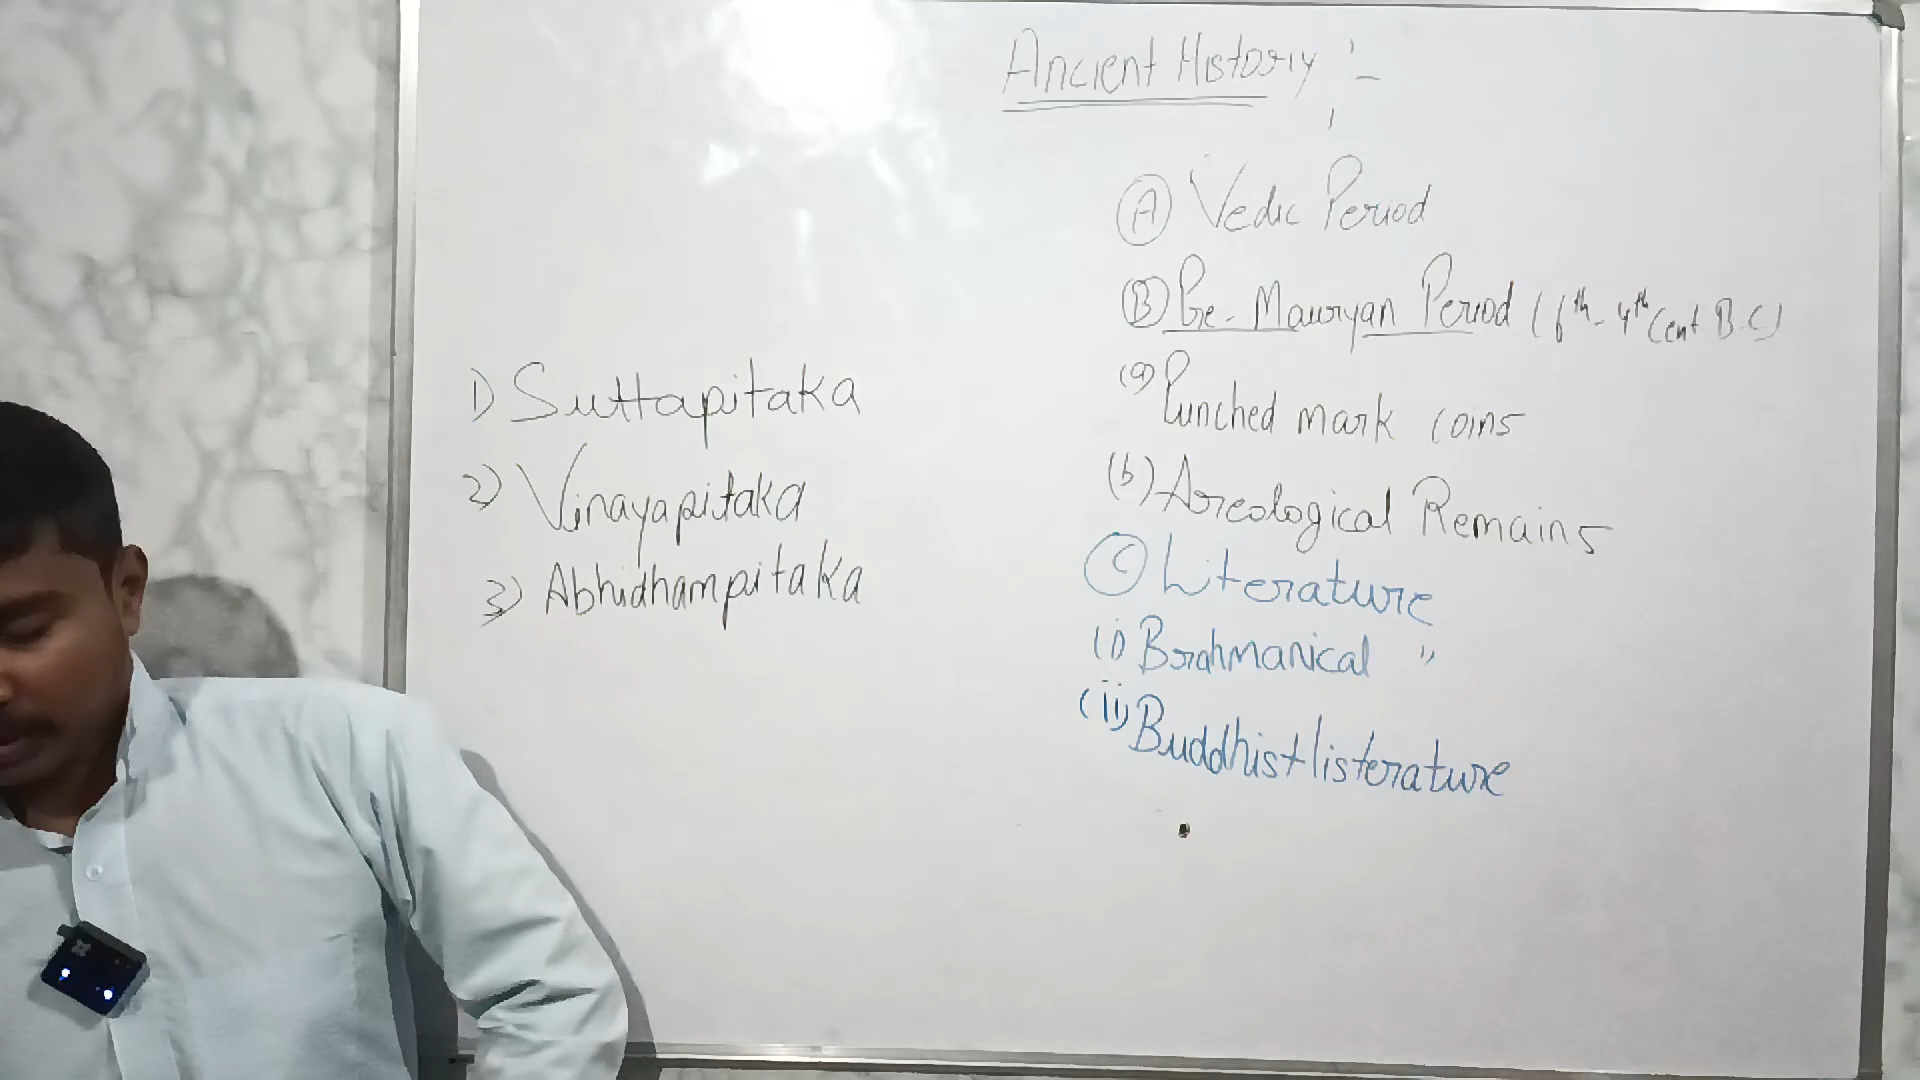 Ancient History :-
(A) Vedic Period
(B) Pre-Mauryan Period (6th-4th Cent B.C)
(a) Punched mark coins
(b) Areological Remains
(C) Literature
(i) Brahmanical "
(ii) Buddhist listerature
1) Suttapitaka
2) Vinayapitaka
3) Abhidhampitaka